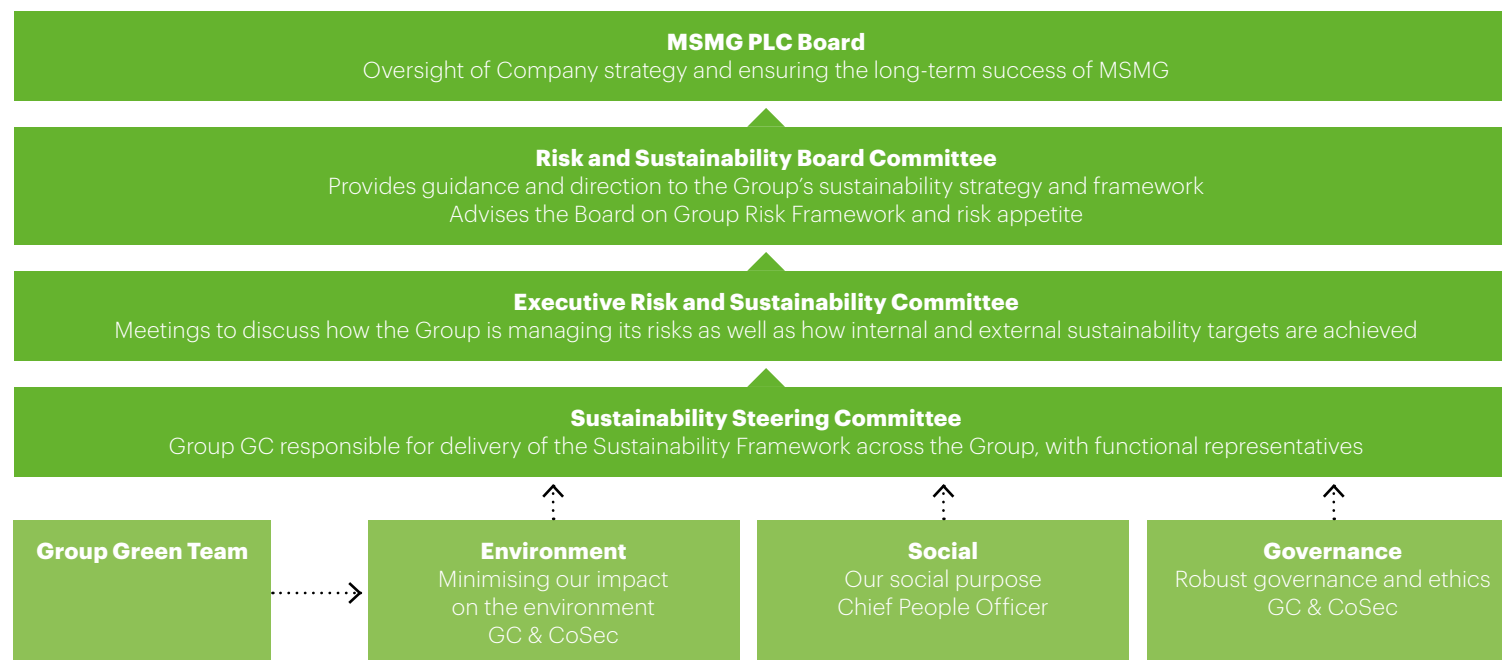 MSMG PLC Board
Oversight of Company strategy and ensuring the long-term success of MSMG
Risk and Sustainability Board Committee
Provides guidance and direction to the Group’s sustainability strategy and framework
Advises the Board on Group Risk Framework and risk appetite
Executive Risk and Sustainability Committee
Meetings to discuss how the Group is managing its risks as well as how internal and external sustainability targets are achieved
Sustainability Steering Committee
Group GC responsible for delivery of the Sustainability Framework across the Group, with functional representatives
Group Green Team
Environment
Minimising our impact
on the environment
GC & CoSec
Social
Our social purpose
Chief People Officer
Governance
Robust governance and ethics
GC & CoSec